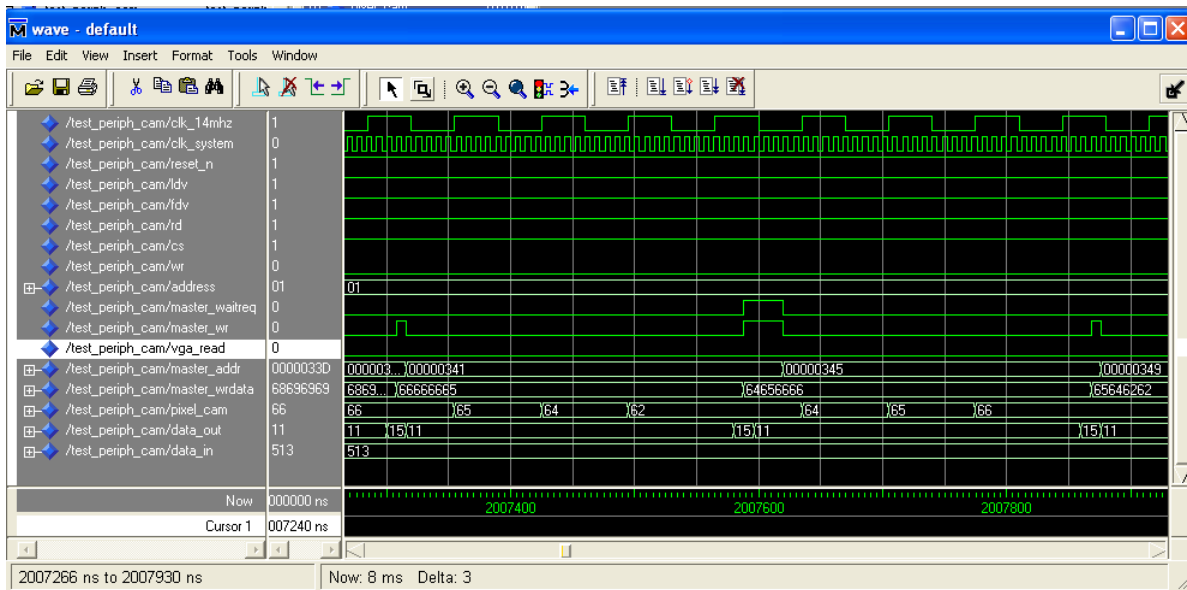 wave - default
File Edit View Insert Format Tools Window
/test_periph_cam/clk_14mhz 1
/test_periph_cam/clk_system 0
/test_periph_cam/reset_n 1
/test_periph_cam/ldv 1
/test_periph_cam/fdv 1
/test_periph_cam/rd 1
/test_periph_cam/cs 1
/test_periph_cam/wr 0
/test_periph_cam/address 01 01
/test_periph_cam/master_waitreq 0
/test_periph_cam/master_wr 0
/test_periph_cam/vga_read 0
/test_periph_cam/master_addr 0000033D 000003... 00000341 00000345 00000349
/test_periph_cam/master_wrdata 68696969 6869... 66666665 64656666 65646262
/test_periph_cam/pixel_cam 66 66 65 64 62 64 65 66
/test_periph_cam/data_out 11 11 15 11 15 11 15 11
/test_periph_cam/data_in 513 513
Now 000000 ns
2007400 2007600 2007800
Cursor 1 007240 ns
2007266 ns to 2007930 ns Now: 8 ms Delta: 3